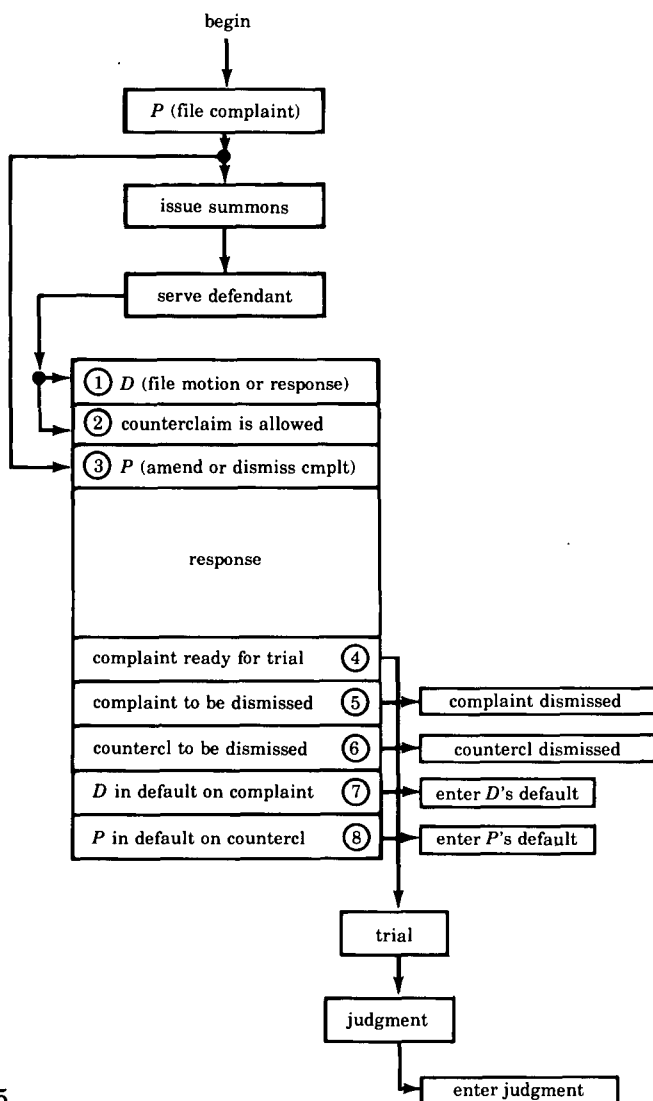 begin
P (file complaint)
issue summons
serve defendant
① D (file motion or response)
② counterclaim is allowed
③ P (amend or dismiss cmplt)
response
complaint ready for trial ④
complaint to be dismissed ⑤
complaint dismissed
countercl to be dismissed ⑥
countercl dismissed
D in default on complaint ⑦
enter D's default
P in default on countercl ⑧
enter P's default
trial
judgment
enter judgment